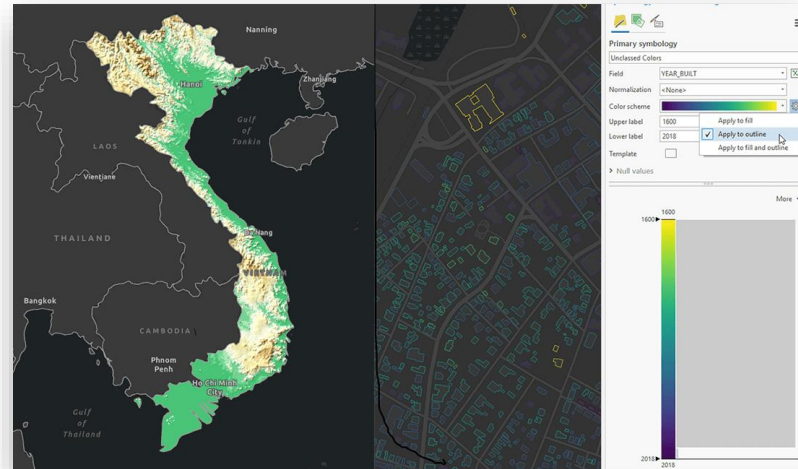 Nanning
Hanoi
Zhanjiang
Gulf
of
Tonkin
LAOS
Vientjane
Da Nang
THAILAND
VIETNAM
Bangkok
CAMBODIA
Phnom
Penh
Ho Chi Minh
City
Gulf
of
Thailand
Primary symbology
Unclassed Colors
Field YEAR_BUILT
Normalization <None>
Color scheme
Upper label 1600
Lower label 2018
Template
Apply to fill
Apply to outline
Apply to fill and outline
Null values
More
1600
1600
2018
2018